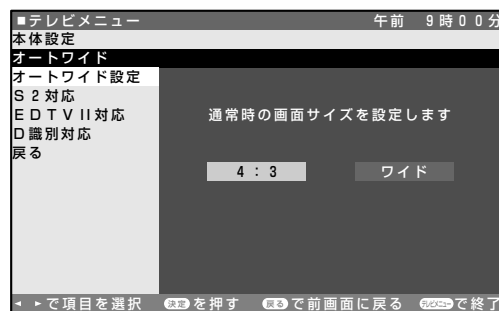 ■テレビメニュー 午前 9時00分
本体設定
オートワイド
オートワイド設定
S2対応
EDTVII対応
D識別対応
戻る
通常時の画面サイズを設定します
4:3 ワイド
◄ ►で項目を選択 決定を押す 戻るで前画面に戻る テレビメニューで終了